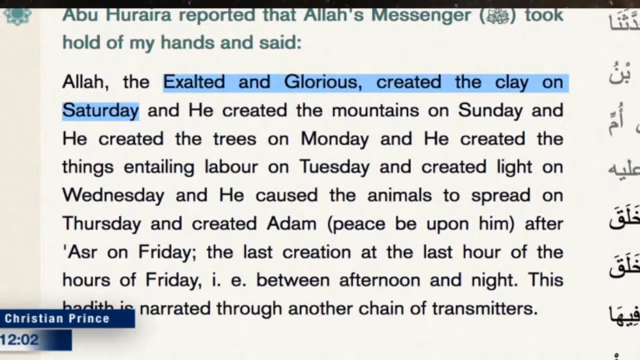 Abu Huraira reported that Allah's Messenger (ﷺ) took
hold of my hands and said:
Allah, the Exalted and Glorious, created the clay on
Saturday and He created the mountains on Sunday and
He created the trees on Monday and He created the
things entailing labour on Tuesday and created light on
Wednesday and He caused the animals to spread on
Thursday and created Adam (peace be upon him) after
'Asr on Friday; the last creation at the last hour of the
hours of Friday, i. e. between afternoon and night. This
hadith is narrated through another chain of transmitters.
حَدَّثَنَا
بْنُ
أُمِّ
عليه
خَلَقَ
خَلَقَ
فِيهَا
Christian Prince
12:02